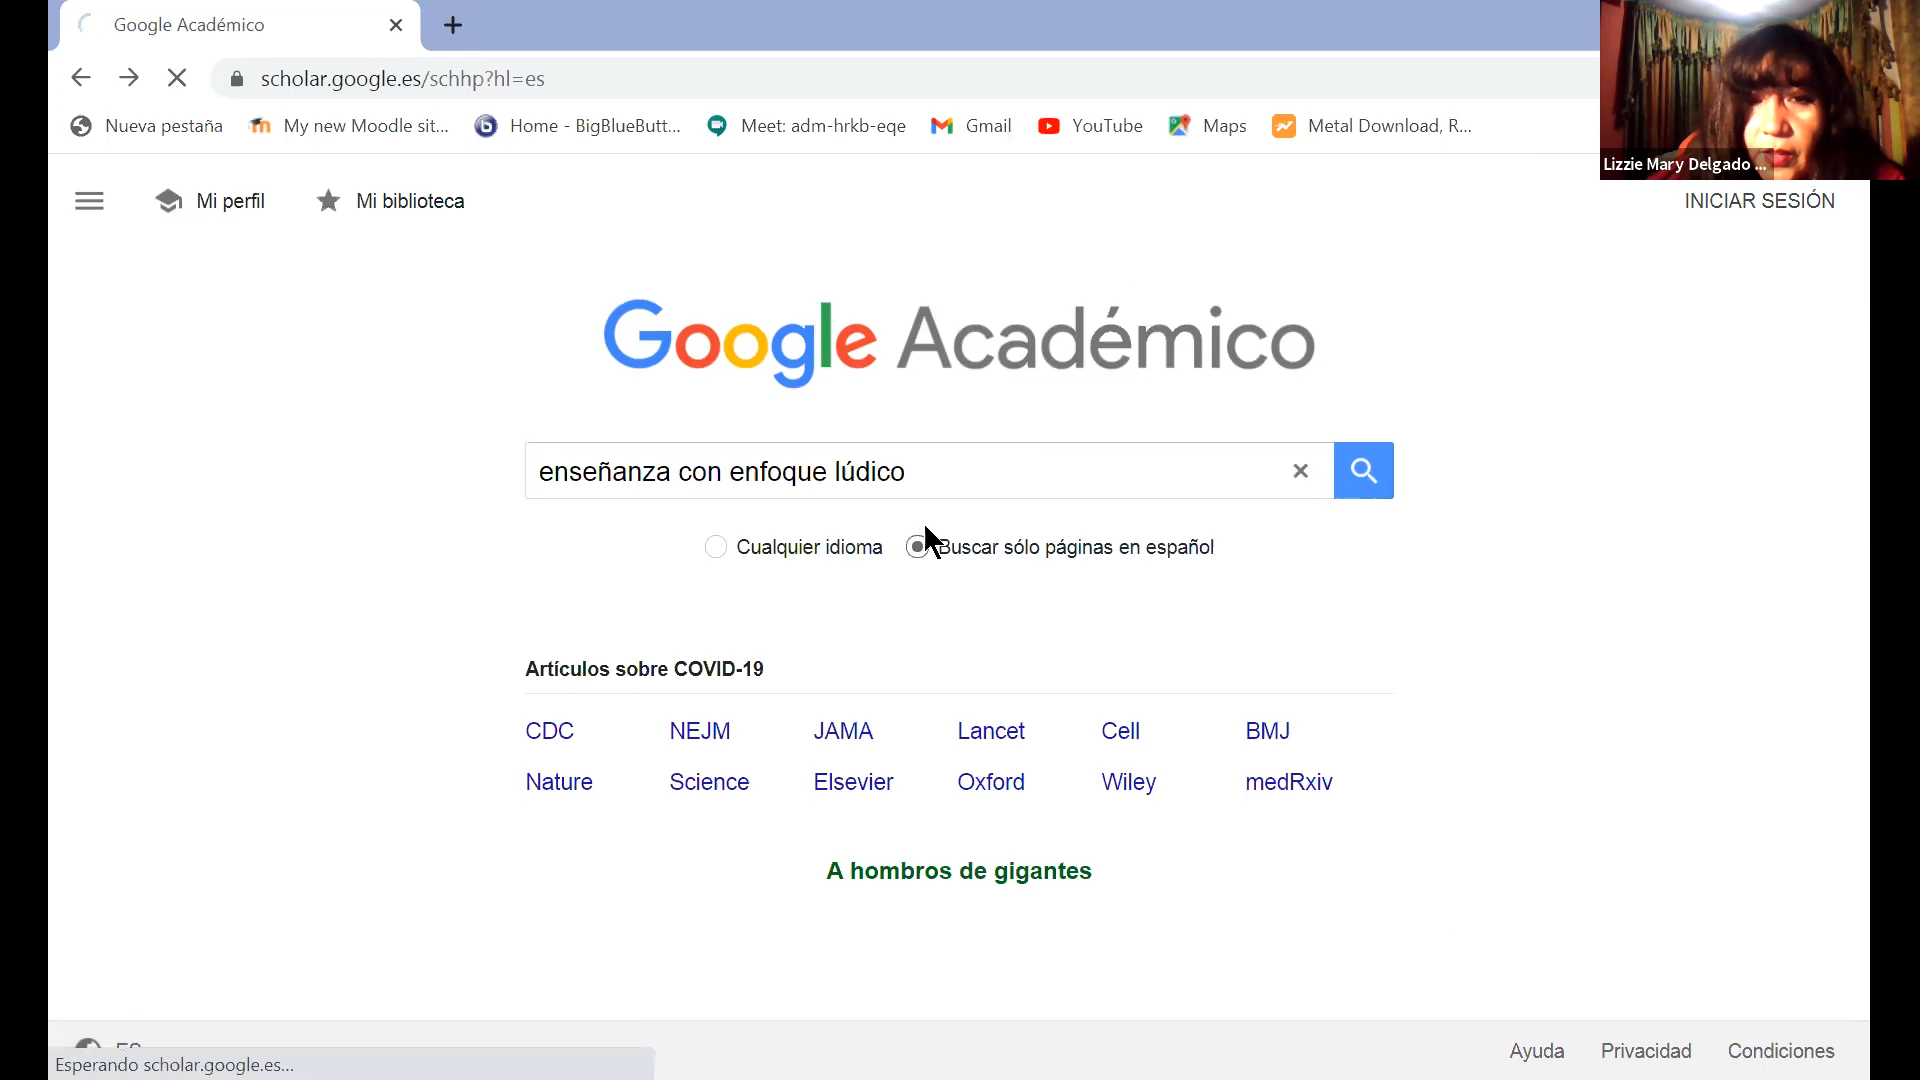 Google Académico
scholar.google.es/schhp?hl=es
Nueva pestaña
My new Moodle sit...
Home - BigBlueButt...
Meet: adm-hrkb-eqe
Gmail
YouTube
Maps
Metal Download, R...
Lizzie Mary Delgado ...
Mi perfil
Mi biblioteca
INICIAR SESIÓN
Google Académico
enseñanza con enfoque lúdico
Cualquier idioma
Buscar sólo páginas en español
Artículos sobre COVID-19
CDC
NEJM
JAMA
Lancet
Cell
BMJ
Nature
Science
Elsevier
Oxford
Wiley
medRxiv
A hombros de gigantes
Ayuda
Privacidad
Condiciones
Esperando scholar.google.es...